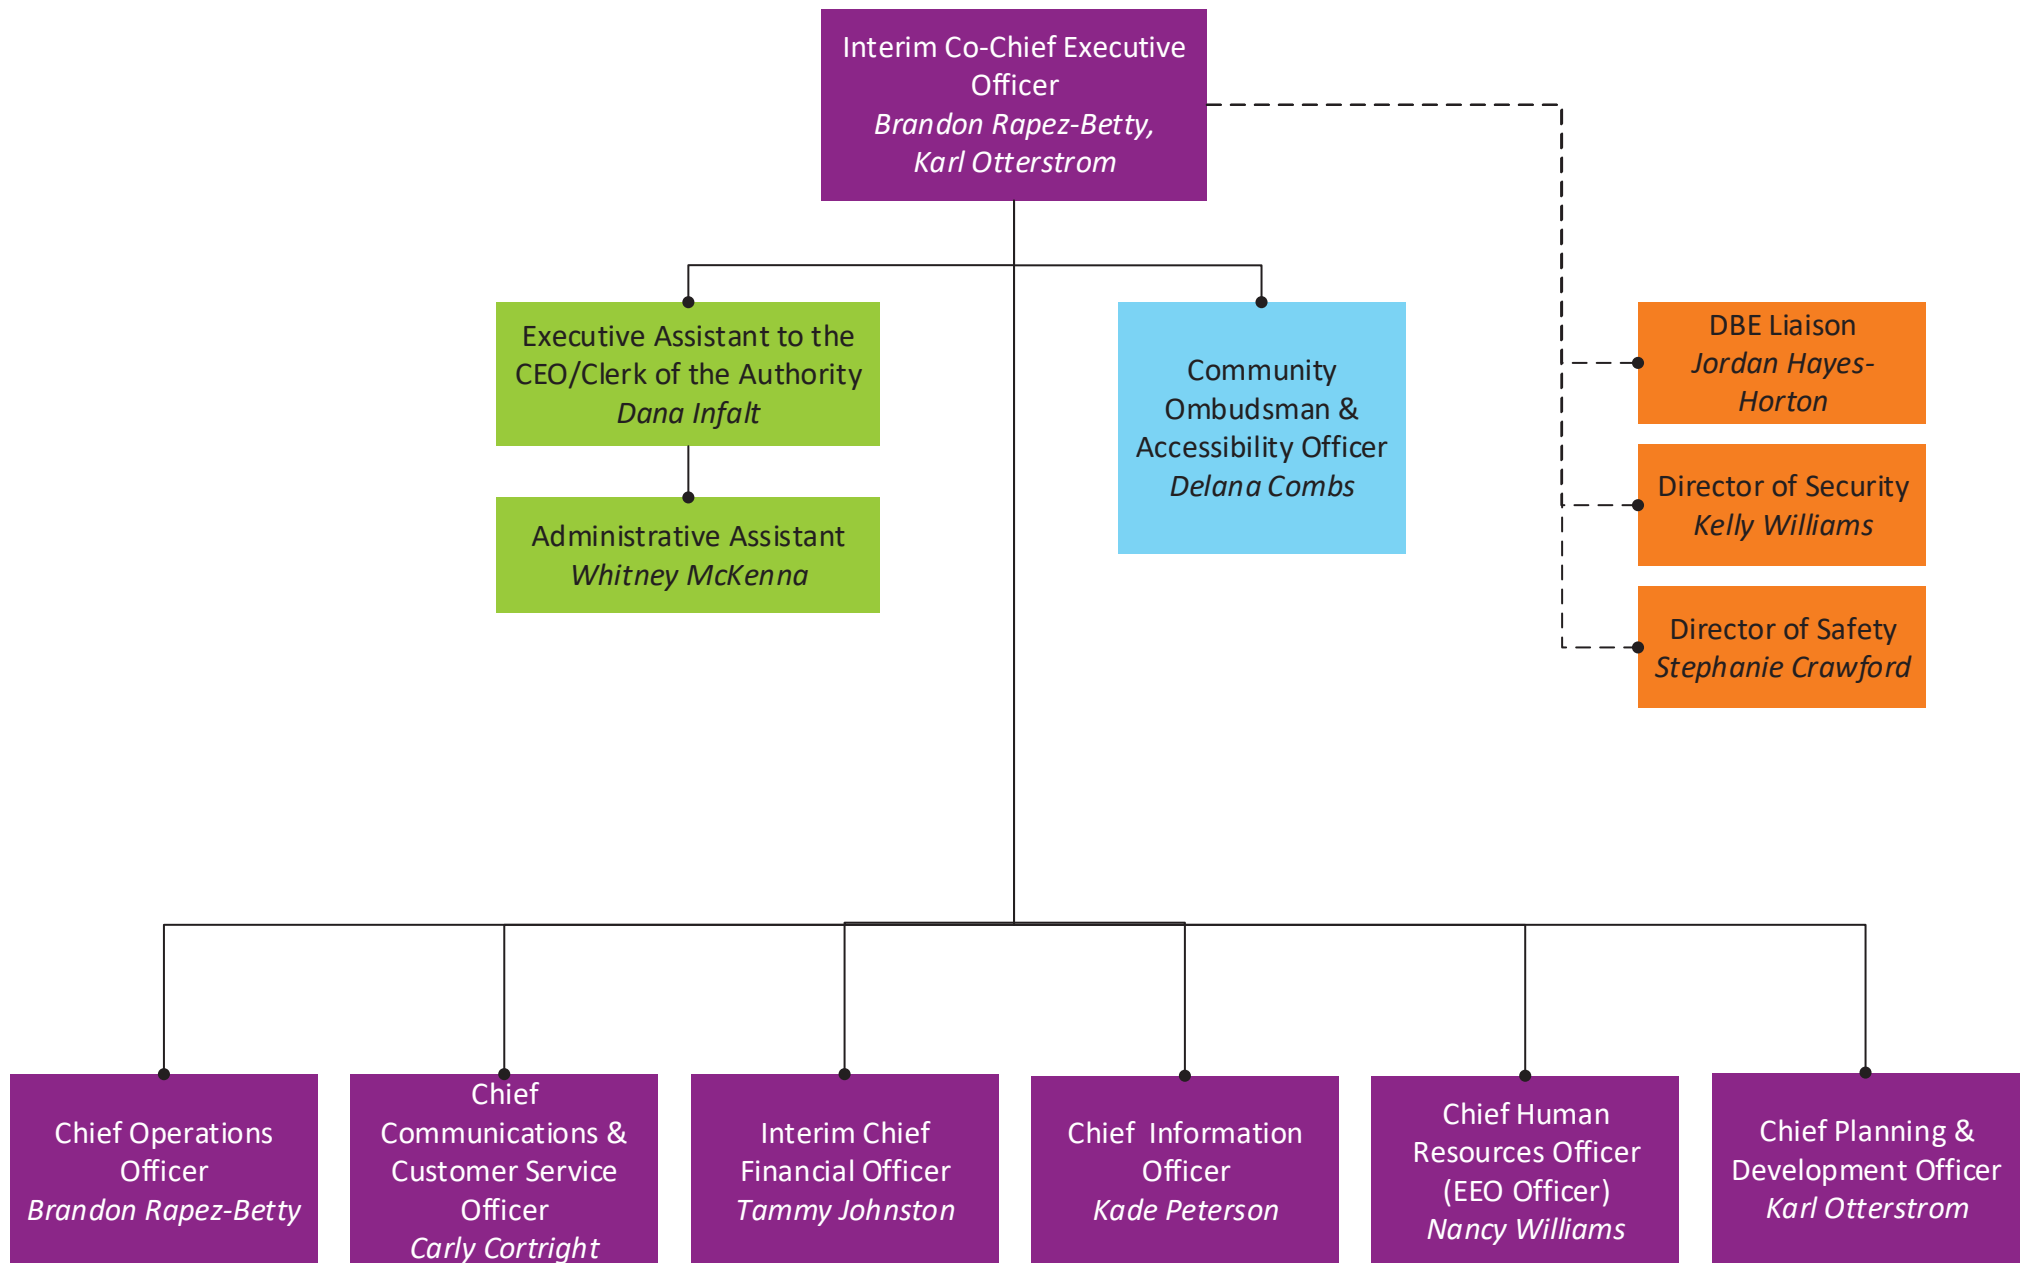 Interim Co-Chief Executive
Officer
Brandon Rapez-Betty,
Karl Otterstrom
Executive Assistant to the
CEO/Clerk of the Authority
Dana Infalt
Administrative Assistant
Whitney McKenna
Community
Ombudsman &
Accessibility Officer
Delana Combs
DBE Liaison
Jordan Hayes-
Horton
Director of Security
Kelly Williams
Director of Safety
Stephanie Crawford
Chief Operations
Officer
Brandon Rapez-Betty
Chief
Communications &
Customer Service
Officer
Carly Cortright
Interim Chief
Financial Officer
Tammy Johnston
Chief  Information
Officer
Kade Peterson
Chief Human
Resources Officer
(EEO Officer)
Nancy Williams
Chief Planning &
Development Officer
Karl Otterstrom